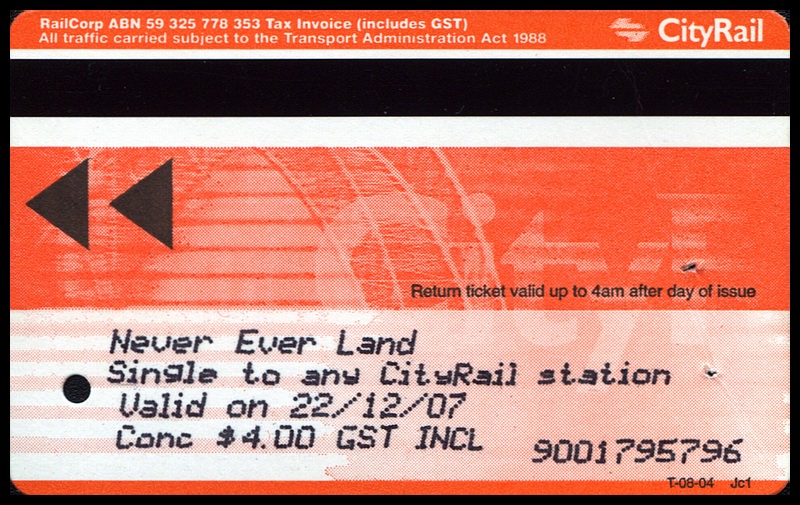 RailCorp ABN 59 325 778 353 Tax Invoice (includes GST)
All traffic carried subject to the Transport Administration Act 1988
CityRail
City
Return ticket valid up to 4am after day of issue
Never Ever Land
Single to any CityRail station
Valid on 22/12/07
Conc $4.00 GST INCL
9001795796
T-08-04 Jc1